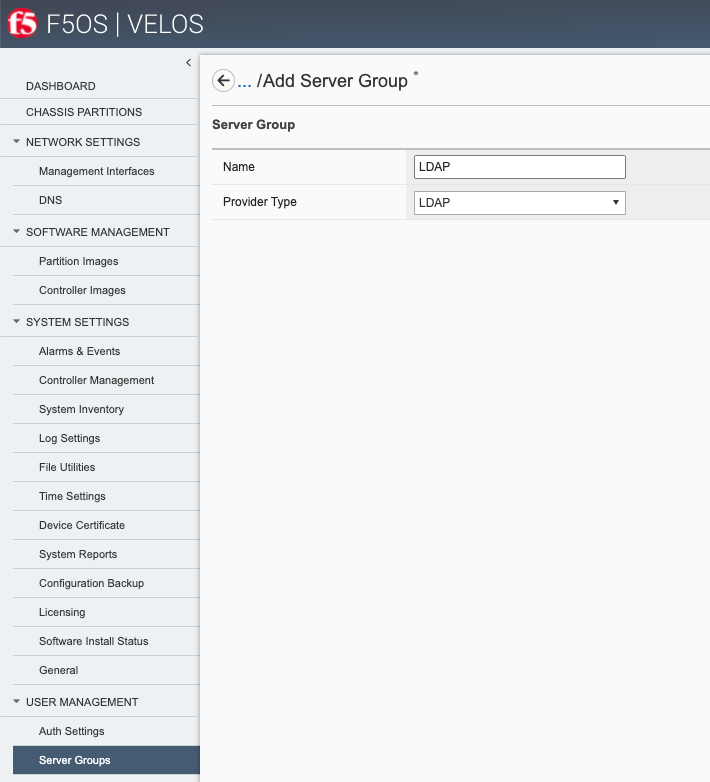 f5 F5OS | VELOS
<
DASHBOARD
CHASSIS PARTITIONS
NETWORK SETTINGS
Management Interfaces
DNS
SOFTWARE MANAGEMENT
Partition Images
Controller Images
SYSTEM SETTINGS
Alarms & Events
Controller Management
System Inventory
Log Settings
File Utilities
Time Settings
Device Certificate
System Reports
Configuration Backup
Licensing
Software Install Status
General
USER MANAGEMENT
Auth Settings
Server Groups
... /Add Server Group *
Server Group
Name LDAP
Provider Type LDAP